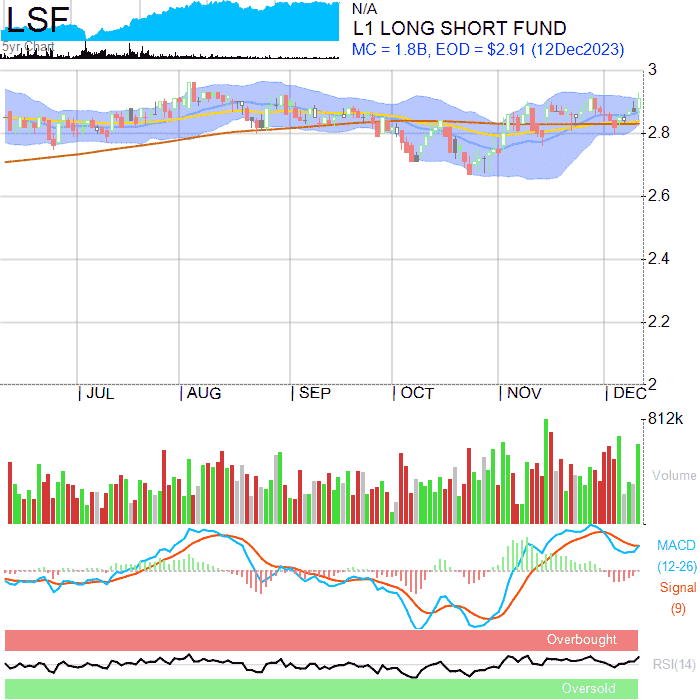 LSF
5yr Chart
N/A
L1 LONG SHORT FUND
MC = 1.8B, EOD = $2.91 (12Dec2023)
3
2.8
2.6
2.4
2.2
2
JUL
AUG
SEP
OCT
NOV
DEC
812k
Volume
MACD
(12-26)
Signal
(9)
Overbought
RSI(14)
Oversold